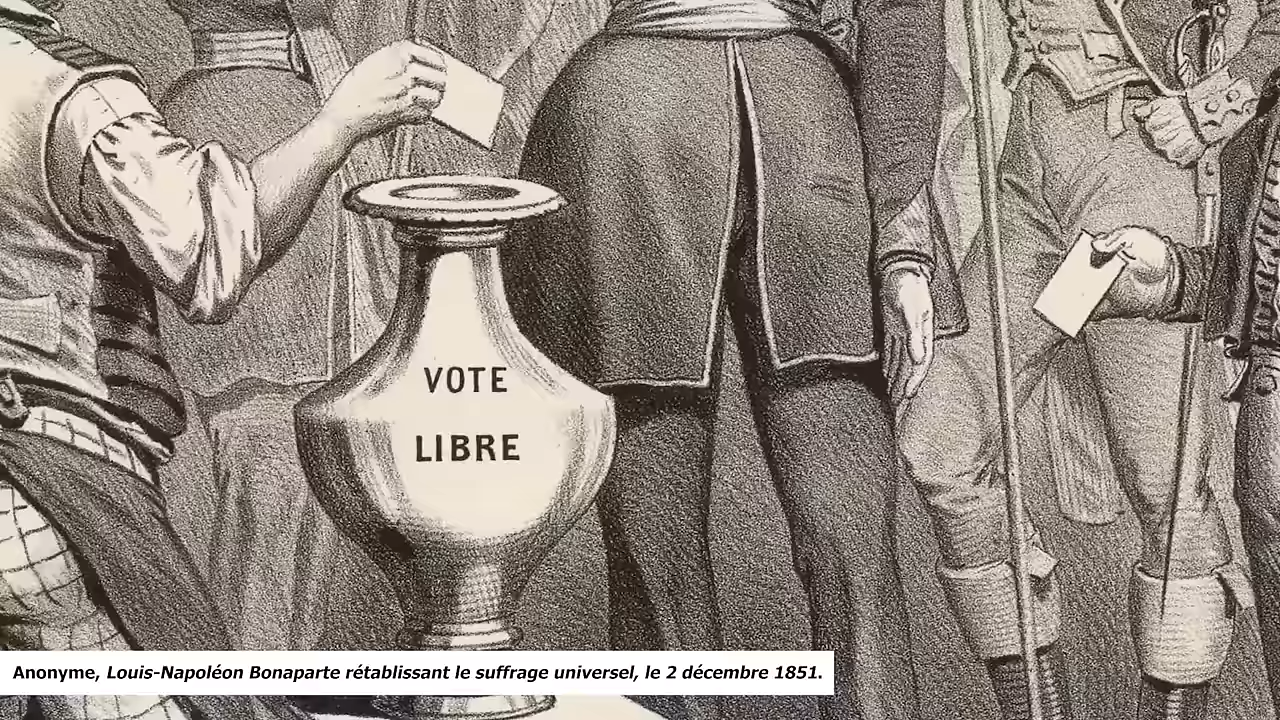 VOTE
LIBRE
Anonyme, Louis-Napoléon Bonaparte rétablissant le suffrage universel, le 2 décembre 1851.